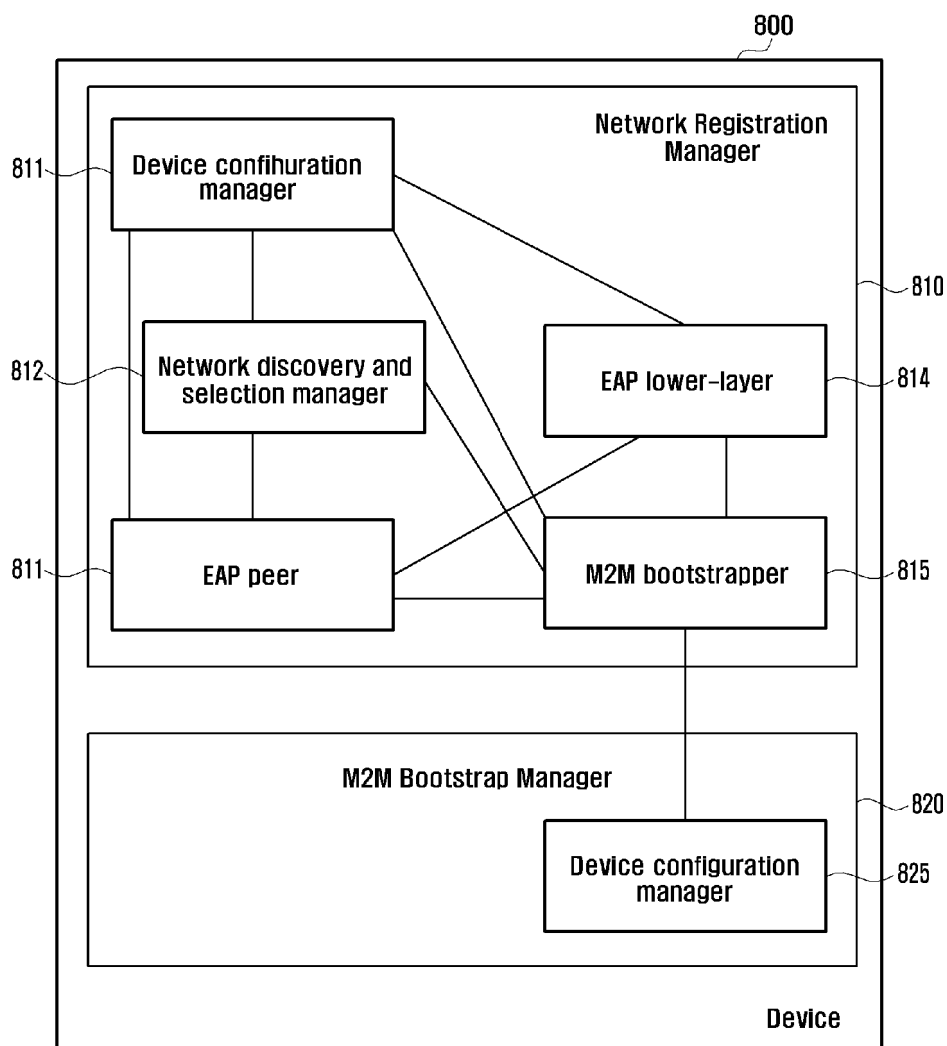 800
Network Registration
Manager
811
Device confihuration
manager
810
812
Network discovery and
selection manager
EAP lower-layer
814
811
EAP peer
M2M bootstrapper
815
M2M Bootstrap Manager
820
Device configuration
manager
825
Device